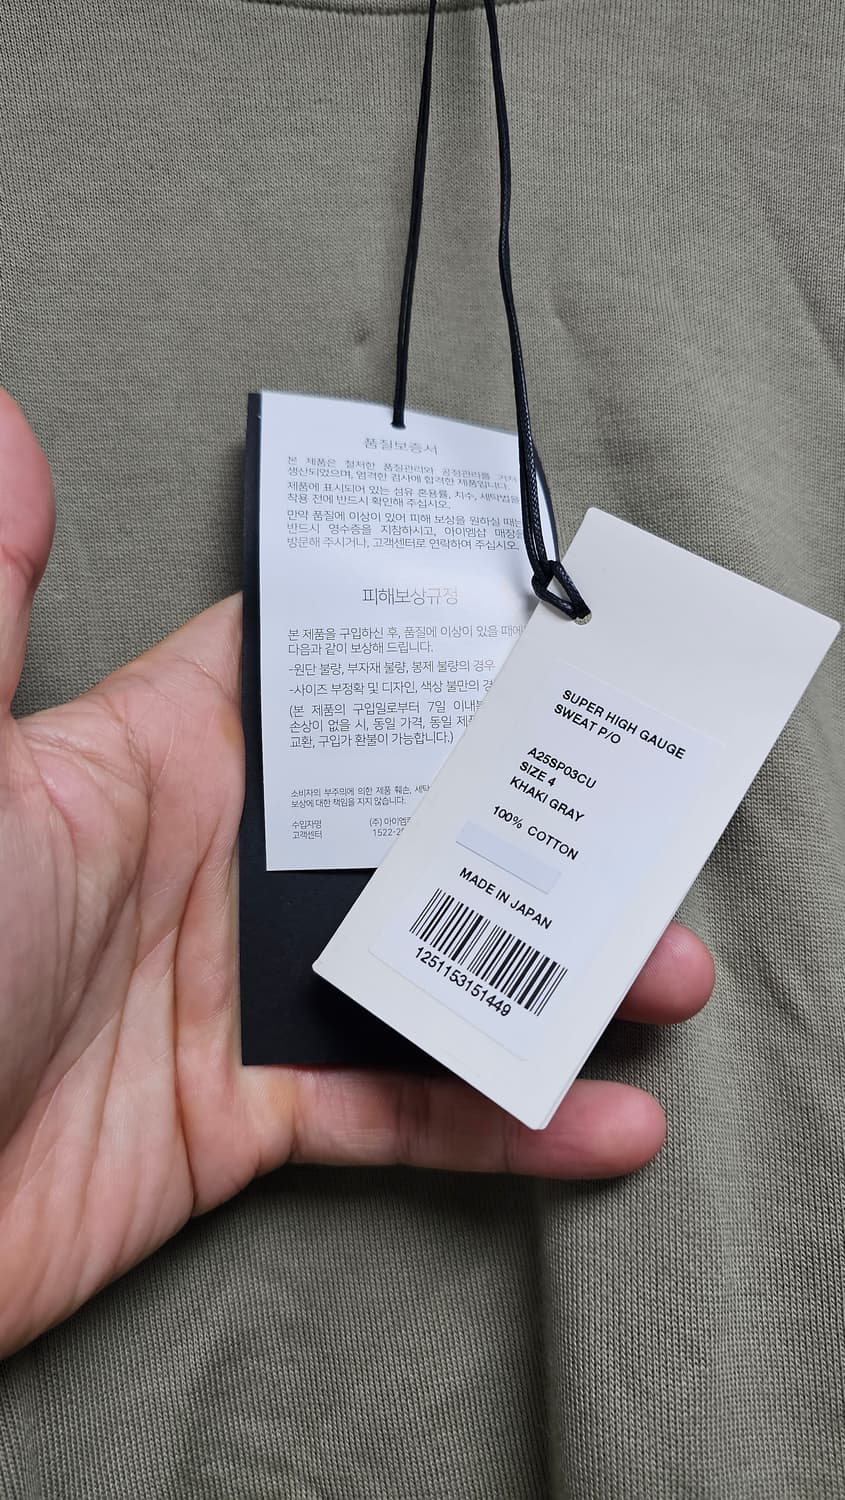 품질보증서
본 제품은 철저한 품질관리와 공정관리를 거쳐
생산되었으며, 엄격한 검사에 합격한 제품입니다.
제품에 표시되어 있는 섬유 혼용률, 치수, 세탁법을
착용 전에 반드시 확인해 주십시오.
만약 품질에 이상이 있어 피해 보상을 원하실 때는
반드시 영수증을 지참하시고, 아이엠샵 매장을
방문해 주시거나, 고객센터로 연락하여 주십시오.
피해보상규정
본 제품을 구입하신 후, 품질에 이상이 있을 때에
다음과 같이 보상해 드립니다.
-원단 불량, 부자재 불량, 봉제 불량의 경우
-사이즈 부정확 및 디자인, 색상 불만의
(본 제품의 구입일로부터 7일
손상이 없을 시, 동일 가격, 동일
교환, 구입가 환불이 가능합니다.)
소비자의 부주의에 의한 제품 훼손,
보상에 대한 책임을 지지 않습니다.
수입자명 (주)
고객센터 1522-
SUPER HIGH GAUGE
SWEAT P/O
A25SP03CU
SIZE 4
KHAKI GRAY
100% COTTON
MADE IN JAPAN
1251153151449